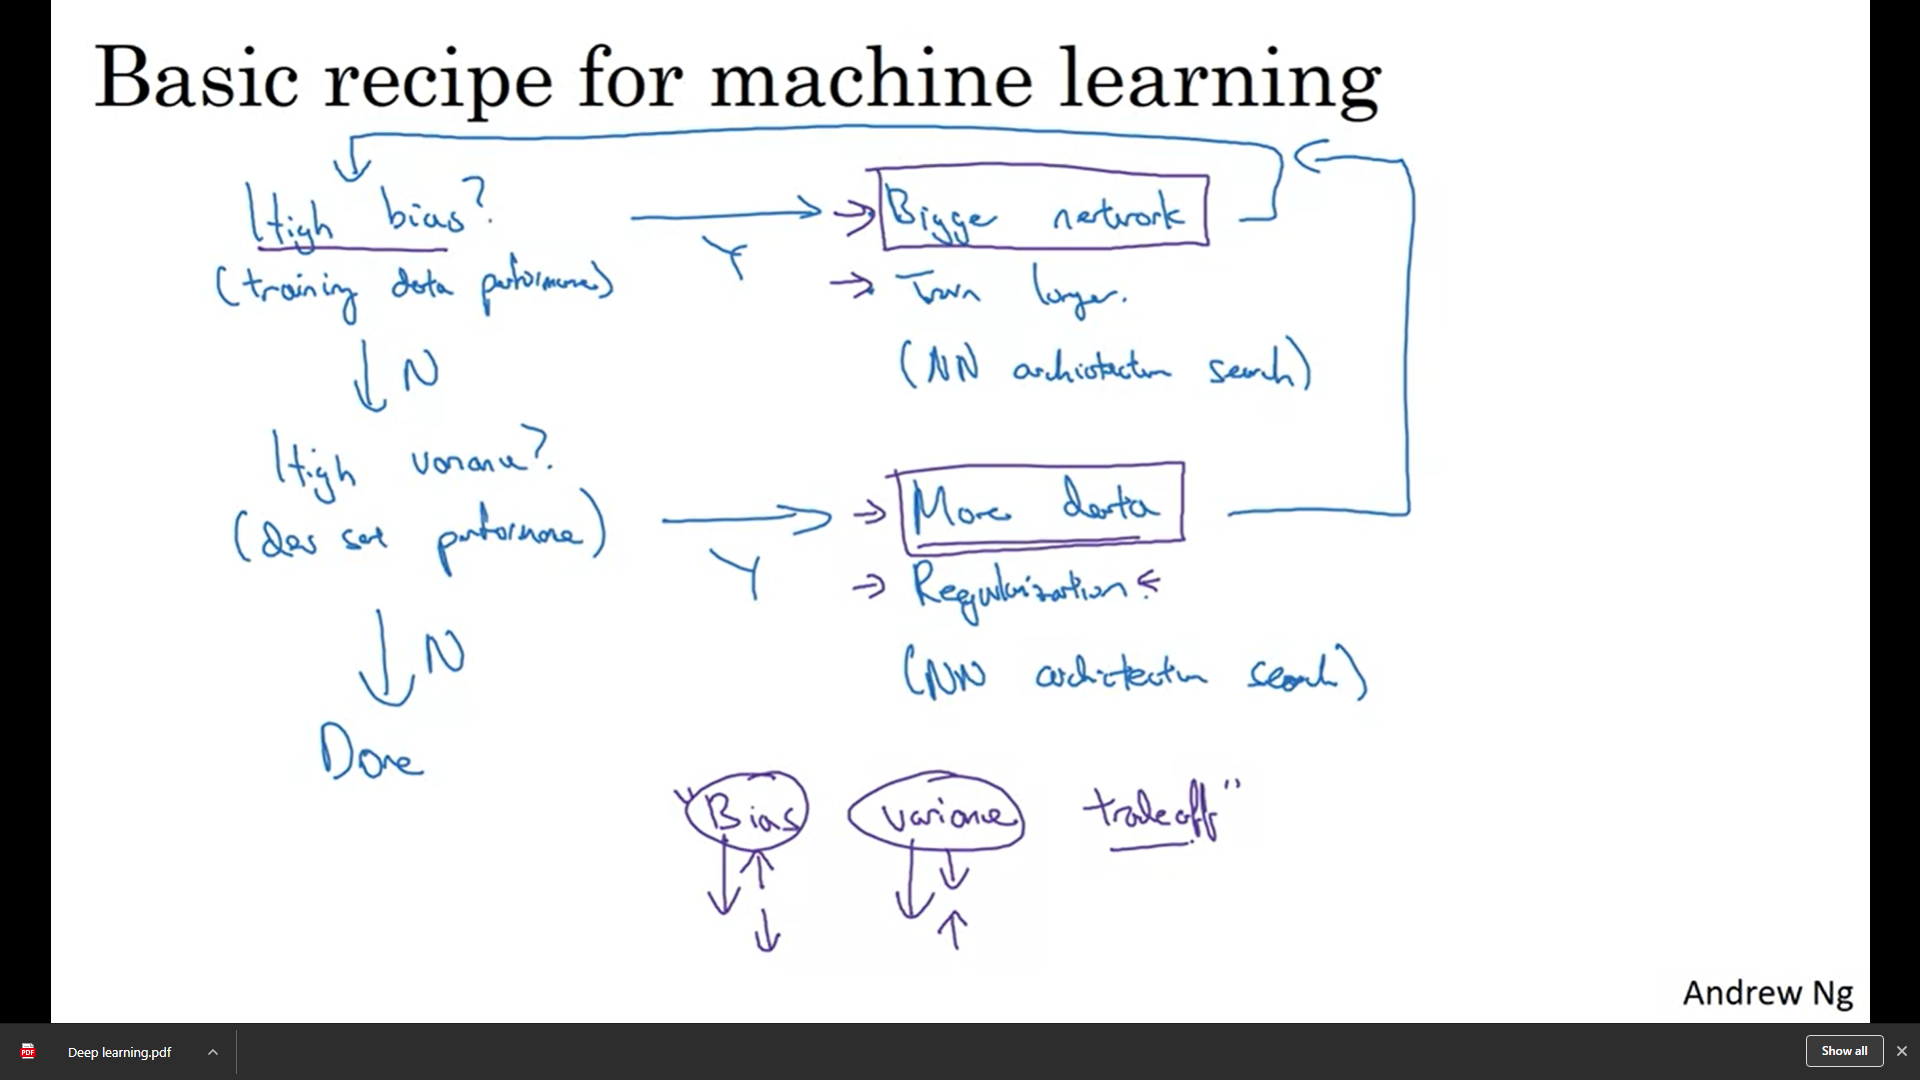 Basic recipe for machine learning
High bias?
(training data performance)
Y
→ Bigger network
→ Train longer.
(NN architecture search)
N
High variance?
(dev set performance)
Y
→ More data
→ Regularization.
(NN architecture search)
N
Done
"Bias variance tradeoff"
Andrew Ng
PDF
Deep learning.pdf
Show all